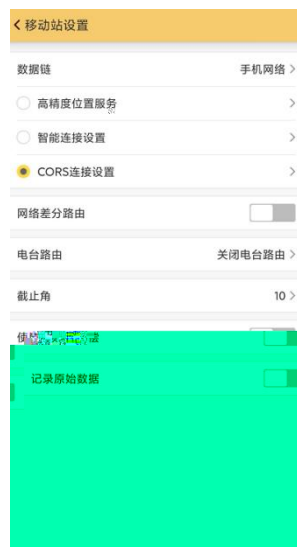 移动站设置
数据链 手机网络
高精度位置服务
智能连接设置
CORS连接设置
网络差分路由
电台路由 关闭电台路由
截止角 10
使
记录原始数据